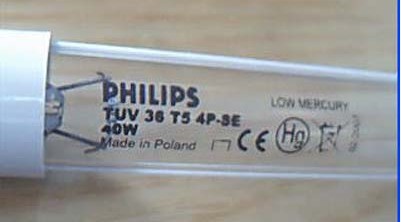 PHILIPS
LOW MERCURY
TUV 36 T5 4P-SE
40W
Made in Poland CE Hg